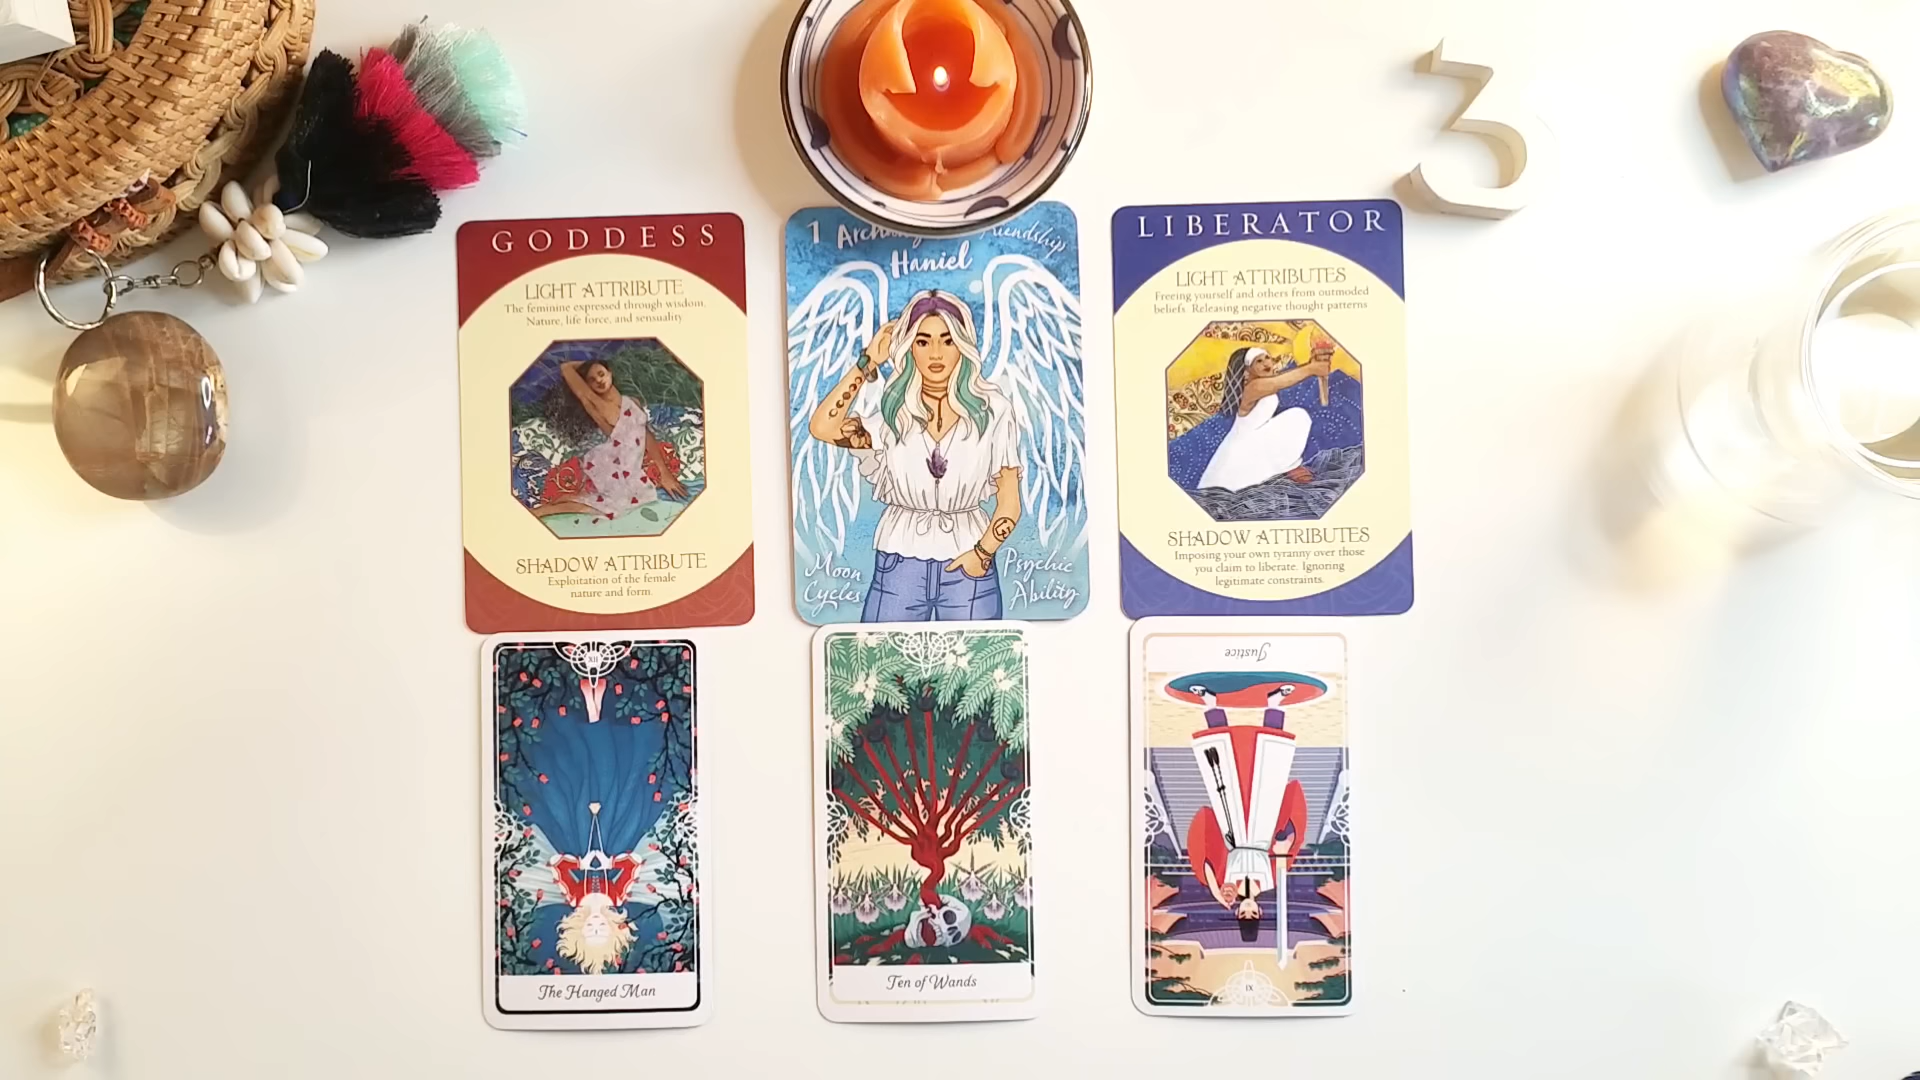 3
GODDESS
LIGHT ATTRIBUTE
The feminine expressed through wisdom.
Nature, life force, and sensuality
SHADOW ATTRIBUTE
Exploitation of the female
nature and form.
1
Haniel
Moon
Cycles
Psychic
Ability
LIBERATOR
LIGHT ATTRIBUTES
Freeing yourself and others from outmoded
beliefs. Releasing negative thought patterns
SHADOW ATTRIBUTES
Imposing your own tyranny over those
you claim to liberate. Ignoring
legitimate constraints.
XII
The Hanged Man
Ten of Wands
Justice
IX